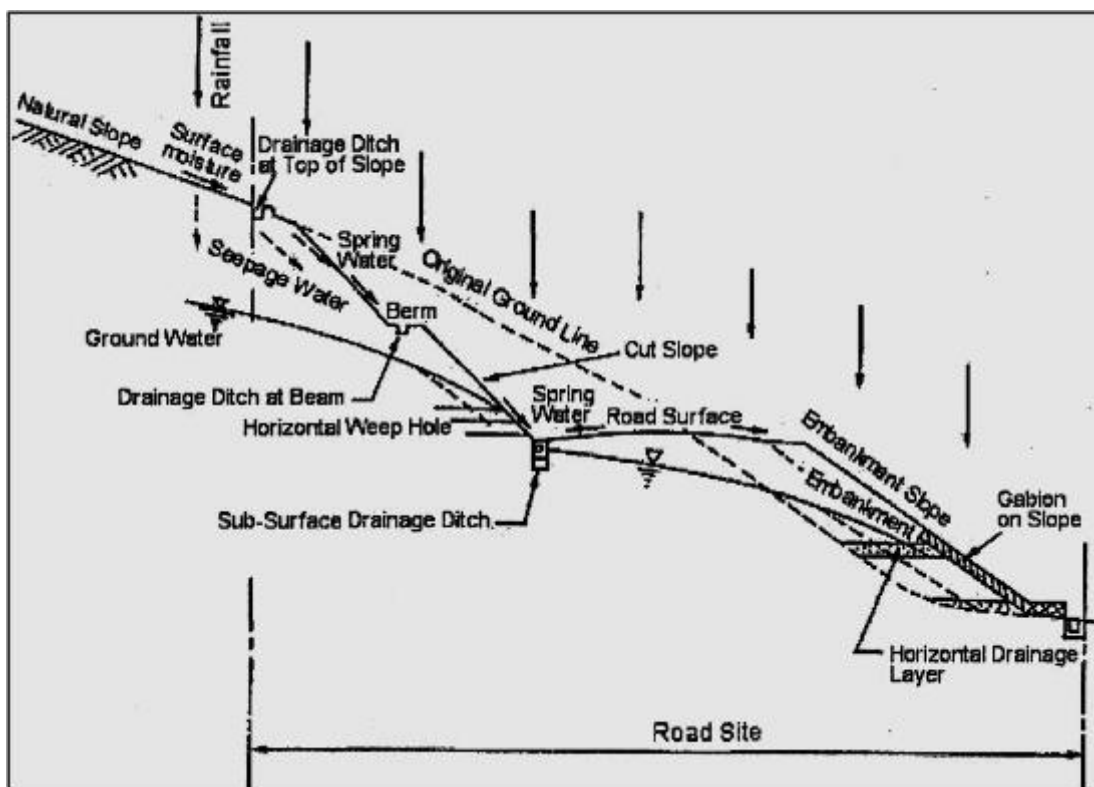 Rainfall
Natural Slope
Surface
moisture
Drainage Ditch
at Top of Slope
Spring
Water
Original Ground Line
Seepage Water
Berm
Ground Water
Cut Slope
Drainage Ditch at Beam
Spring
Water
Road Surface
Horizontal Weep Hole
Embankment Slope
Embankment
Gabion
on Slope
Sub-Surface Drainage Ditch
Horizontal Drainage
Layer
Road Site